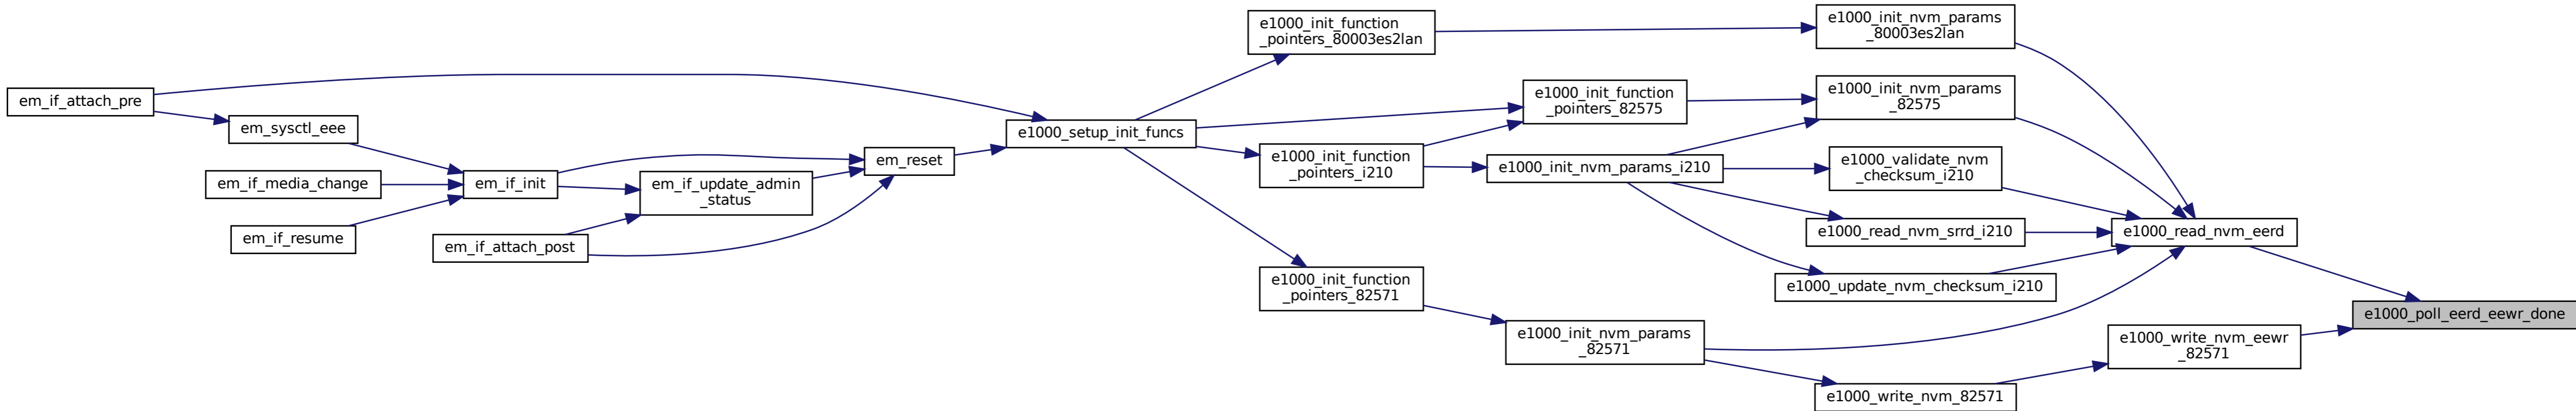 em_if_attach_pre
em_sysctl_eee
em_if_media_change
em_if_resume
em_if_init
em_if_attach_post
em_if_update_admin
_status
em_reset
e1000_setup_init_funcs
e1000_init_function
_pointers_80003es2lan
e1000_init_function
_pointers_82575
e1000_init_function
_pointers_i210
e1000_init_function
_pointers_82571
e1000_init_nvm_params_i210
e1000_init_nvm_params
_82571
e1000_init_nvm_params
_80003es2lan
e1000_init_nvm_params
_82575
e1000_validate_nvm
_checksum_i210
e1000_read_nvm_srrd_i210
e1000_update_nvm_checksum_i210
e1000_write_nvm_82571
e1000_read_nvm_eerd
e1000_write_nvm_eewr
_82571
e1000_poll_eerd_eewr_done